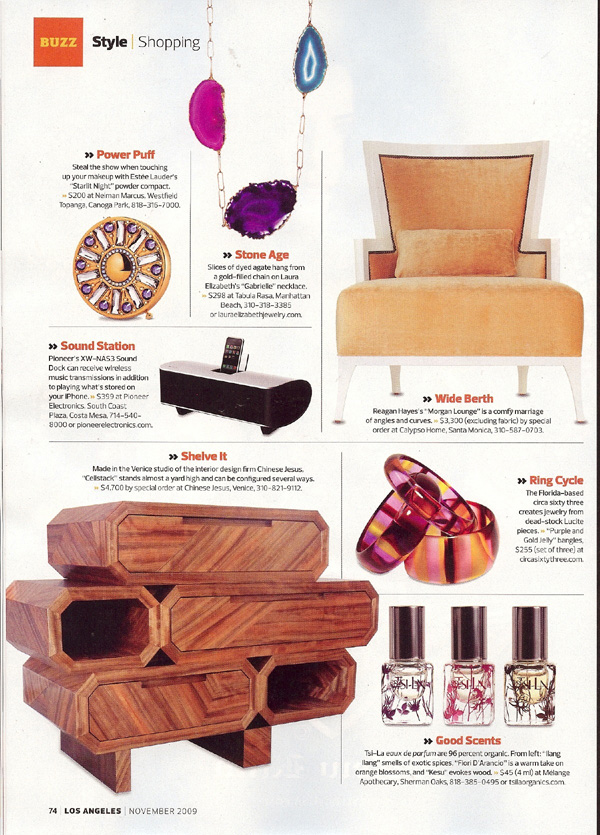 BUZZ Style | Shopping
» Power Puff
Steal the show when touching
up your makeup with Estée Lauder's
"Starlit Night" powder compact.
» $200 at Neiman Marcus, Westfield
Topanga, Canoga Park, 818-316-7000.
» Stone Age
Slices of dyed agate hang from
a gold-filled chain on Laura
Elizabeth's "Gabrielle" necklace.
» $298 at Tabula Rasa, Manhattan
Beach, 310-318-3385
or lauraelizabethjewelry.com.
» Sound Station
Pioneer's XW-NAS3 Sound
Dock can receive wireless
music transmissions in addition
to playing what's stored on
your iPhone. » $399 at Pioneer
Electronics, South Coast
Plaza, Costa Mesa, 714-540-
8000 or pioneerelectronics.com.
» Wide Berth
Reagan Hayes's "Morgan Lounge" is a comfy marriage
of angles and curves. » $3,300 (excluding fabric) by special
order at Calypso Home, Santa Monica, 310-587-0703.
» Shelve It
Made in the Venice studio of the interior design firm Chinese Jesus,
"Cellstack" stands almost a yard high and can be configured several ways.
» $4,700 by special order at Chinese Jesus, Venice, 310-821-9112.
» Ring Cycle
The Florida-based
circa sixty three
creates jewelry from
dead-stock Lucite
pieces. » "Purple and
Gold Jelly" bangles,
$255 (set of three) at
circasixtythree.com.
TSI-LA TSI-LA TSI-LA
» Good Scents
Tsi-La eaux de parfum are 96 percent organic. From left: "Ilang
Ilang" smells of exotic spices, "Fiori D'Arancio" is a warm take on
orange blossoms, and "Kesu" evokes wood. » $45 (4 ml) at Mélange
Apothecary, Sherman Oaks, 818-385-0495 or tsilaorganics.com.
74 | LOS ANGELES | NOVEMBER 2009